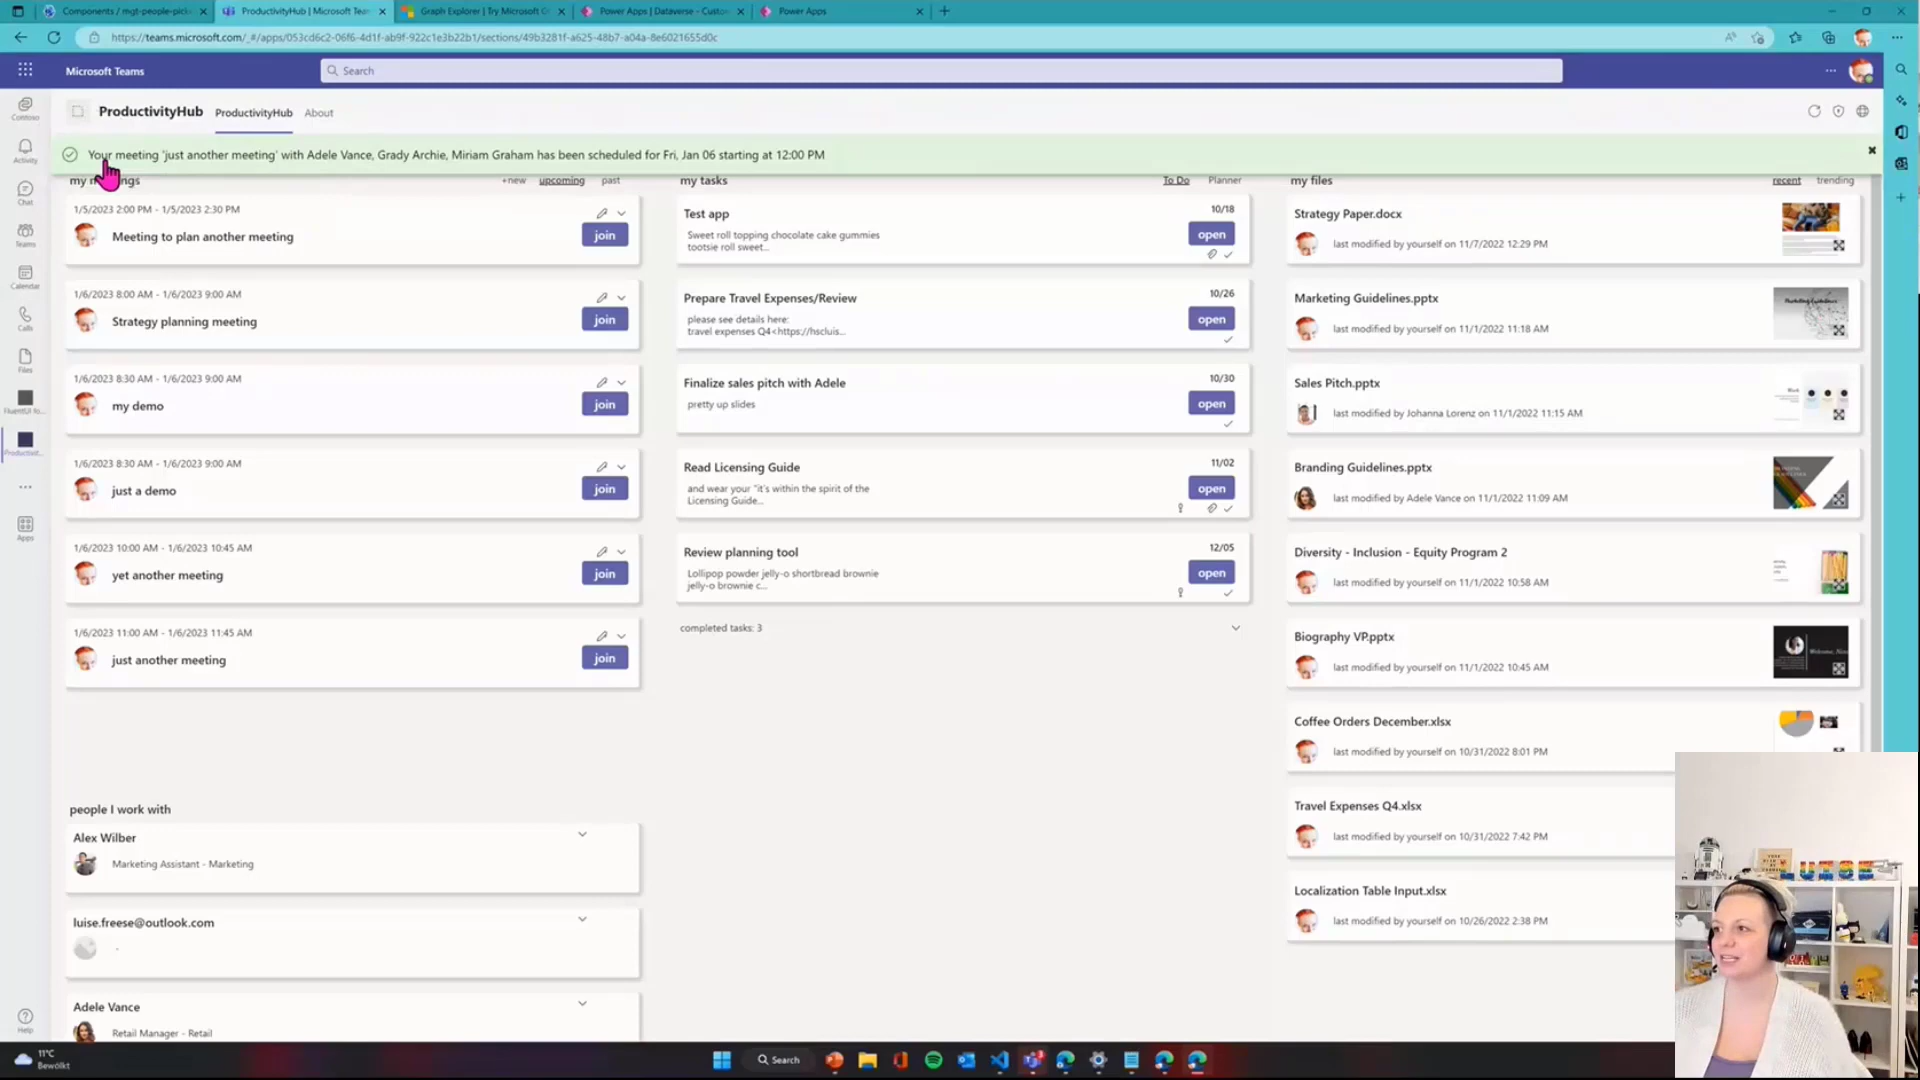 Components / mgt-people-pick
ProductivityHub | Microsoft Team
Graph Explorer | Try Microsoft G
Power Apps | Dataverse - Custo
Power Apps
https://teams.microsoft.com/_#/apps/053cd6c2-06f6-4d1f-ab9f-922c1e3b22b1/sections/49b3281f-a625-48b7-a04a-8e6021655d0c
Microsoft Teams
Search
Contoso
Activity
Chat
Teams
Calendar
Calls
Files
FluentUI fo...
Productivit...
Apps
Help
ProductivityHub
ProductivityHub
About
Your meeting 'just another meeting' with Adele Vance, Grady Archie, Miriam Graham has been scheduled for Fri, Jan 06 starting at 12:00 PM
+new
upcoming
past
1/5/2023 2:00 PM - 1/5/2023 2:30 PM
Meeting to plan another meeting
join
1/6/2023 8:00 AM - 1/6/2023 9:00 AM
Strategy planning meeting
join
1/6/2023 8:30 AM - 1/6/2023 9:00 AM
my demo
join
1/6/2023 8:30 AM - 1/6/2023 9:00 AM
just a demo
join
1/6/2023 10:00 AM - 1/6/2023 10:45 AM
yet another meeting
join
1/6/2023 11:00 AM - 1/6/2023 11:45 AM
just another meeting
join
people I work with
Alex Wilber
Marketing Assistant - Marketing
luise.freese@outlook.com
Adele Vance
Retail Manager - Retail
my tasks
To Do
Planner
Test app
10/18
Sweet roll topping chocolate cake gummies
tootsie roll sweet...
open
Prepare Travel Expenses/Review
10/26
please see details here:
travel expenses Q4<https://hscluis...
open
Finalize sales pitch with Adele
10/30
pretty up slides
open
Read Licensing Guide
11/02
and wear your "it's within the spirit of the
Licensing Guide...
open
Review planning tool
12/05
Lollipop powder jelly-o shortbread brownie
jelly-o brownie c...
open
completed tasks: 3
my files
recent
trending
Strategy Paper.docx
last modified by yourself on 11/7/2022 12:29 PM
Marketing Guidelines.pptx
last modified by yourself on 11/1/2022 11:18 AM
Sales Pitch.pptx
last modified by Johanna Lorenz on 11/1/2022 11:15 AM
Branding Guidelines.pptx
last modified by Adele Vance on 11/1/2022 11:09 AM
Diversity - Inclusion - Equity Program 2
last modified by yourself on 11/1/2022 10:58 AM
Biography VP.pptx
last modified by yourself on 11/1/2022 10:45 AM
Coffee Orders December.xlsx
last modified by yourself on 10/31/2022 8:01 PM
Travel Expenses Q4.xlsx
last modified by yourself on 10/31/2022 7:42 PM
Localization Table Input.xlsx
last modified by yourself on 10/26/2022 2:38 PM
11°C
Bewölkt
Search